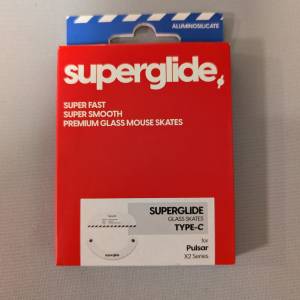 ALUMINOSILICATE
superglide
SUPER FAST
SUPER SMOOTH
PREMIUM GLASS MOUSE SKATES
SUPERGLIDE
GLASS SKATES
TYPE-C
for
Pulsar
X2 Series
superglide